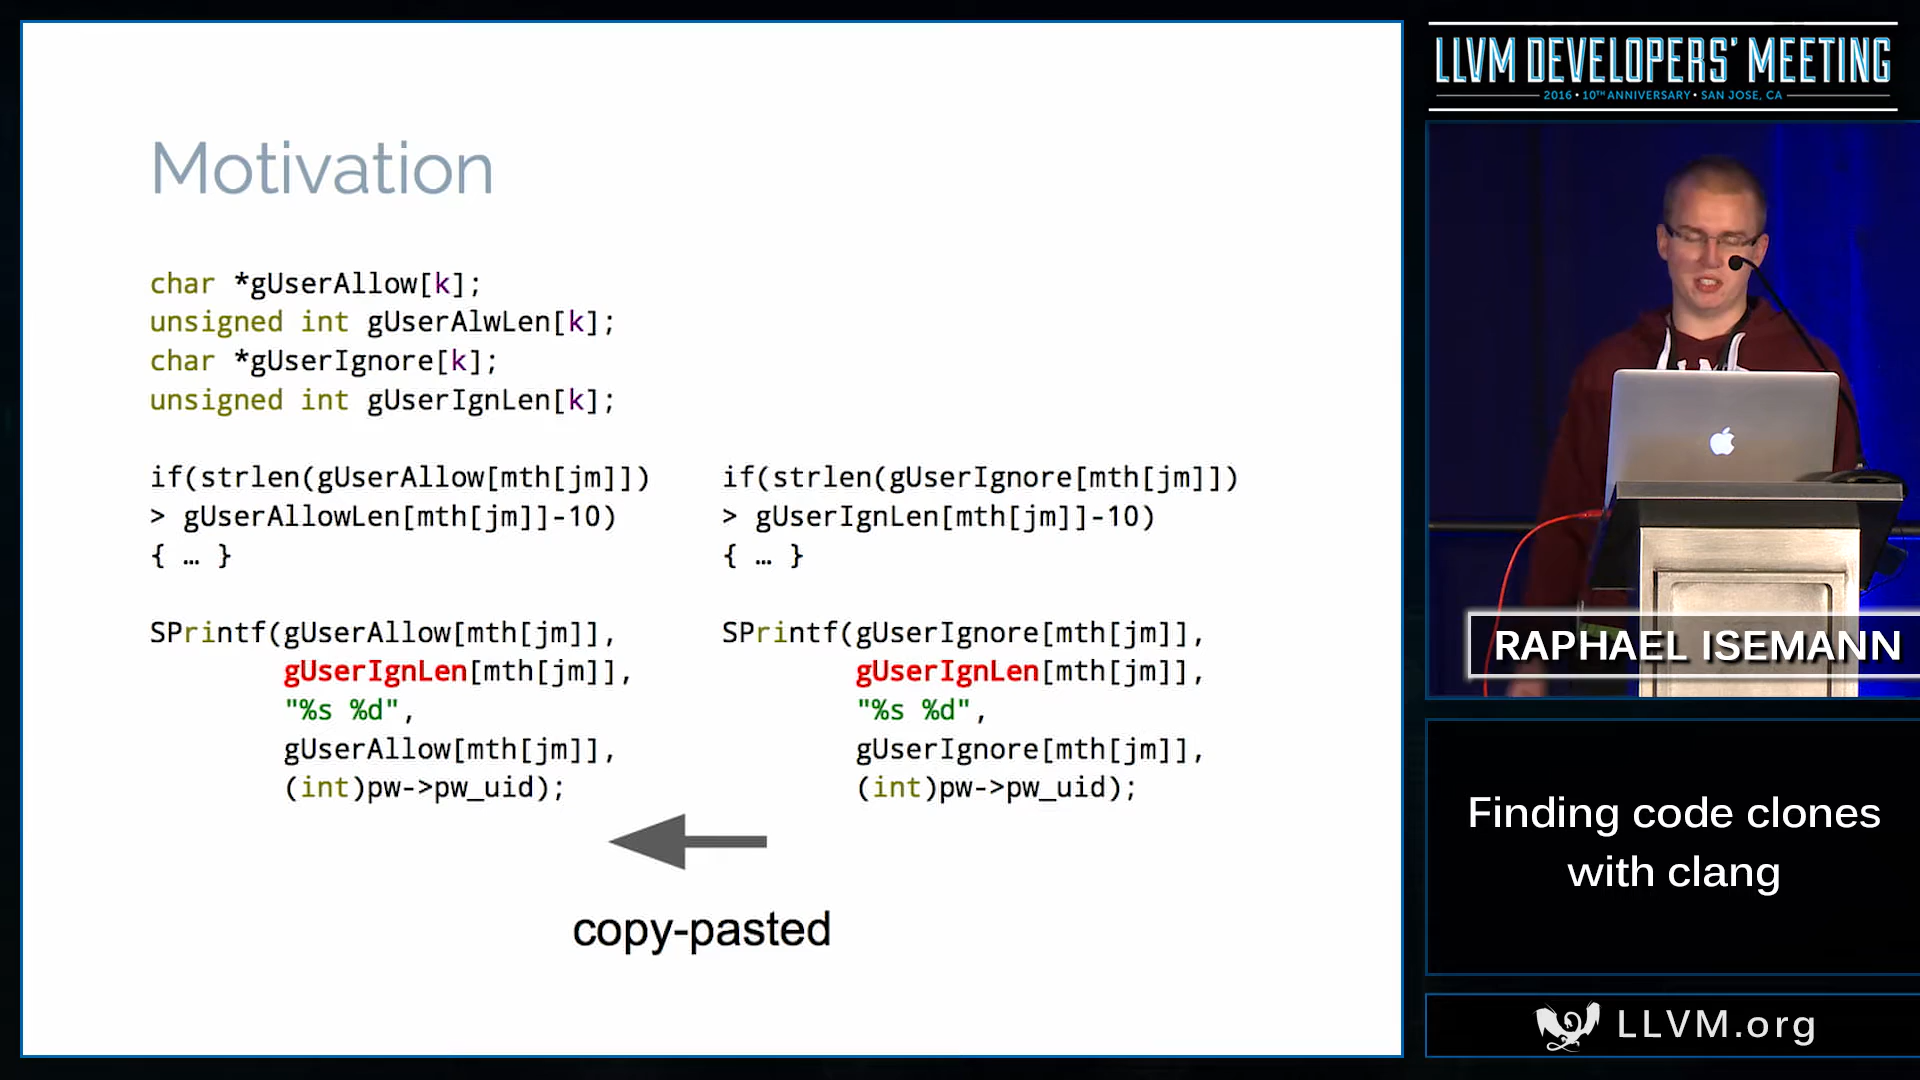 Motivation
char *gUserAllow[k];
unsigned int gUserAlwLen[k];
char *gUserIgnore[k];
unsigned int gUserIgnLen[k];
if(strlen(gUserAllow[mth[jm]])
> gUserAllowLen[mth[jm]]-10)
{ … }
SPrintf(gUserAllow[mth[jm]],
gUserIgnLen[mth[jm]],
"%s %d",
gUserAllow[mth[jm]],
(int)pw->pw_uid);
if(strlen(gUserIgnore[mth[jm]])
> gUserIgnLen[mth[jm]]-10)
{ … }
SPrintf(gUserIgnore[mth[jm]],
gUserIgnLen[mth[jm]],
"%s %d",
gUserIgnore[mth[jm]],
(int)pw->pw_uid);
copy-pasted
LLVM DEVELOPERS' MEETING
2016 • 10TH ANNIVERSARY • SAN JOSE, CA
RAPHAEL ISEMANN
Finding code clones
with clang
LLVM.org